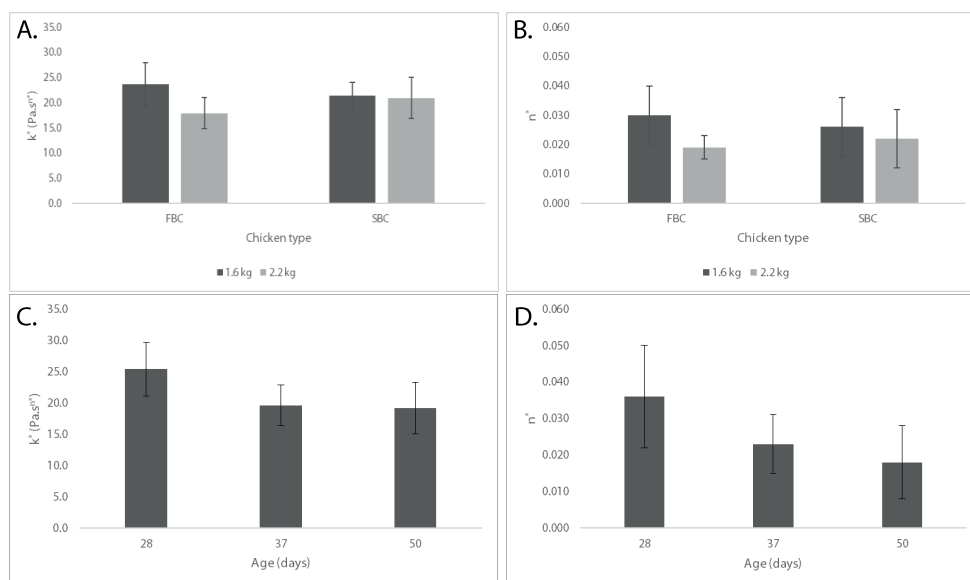 A.
35.0
30.0
25.0
20.0
15.0
10.0
5.0
0.0
k* (Pa.sⁿ*)
FBC
SBC
Chicken type
1.6 kg 2.2 kg
B.
0.060
0.050
0.040
0.030
0.020
0.010
0.000
n*
FBC
SBC
Chicken type
1.6 kg 2.2 kg
C.
35.0
30.0
25.0
20.0
15.0
10.0
5.0
0.0
k* (Pa.sⁿ*)
28
37
50
Age (days)
D.
0.060
0.050
0.040
0.030
0.020
0.010
0.000
n*
28
37
50
Age (days)